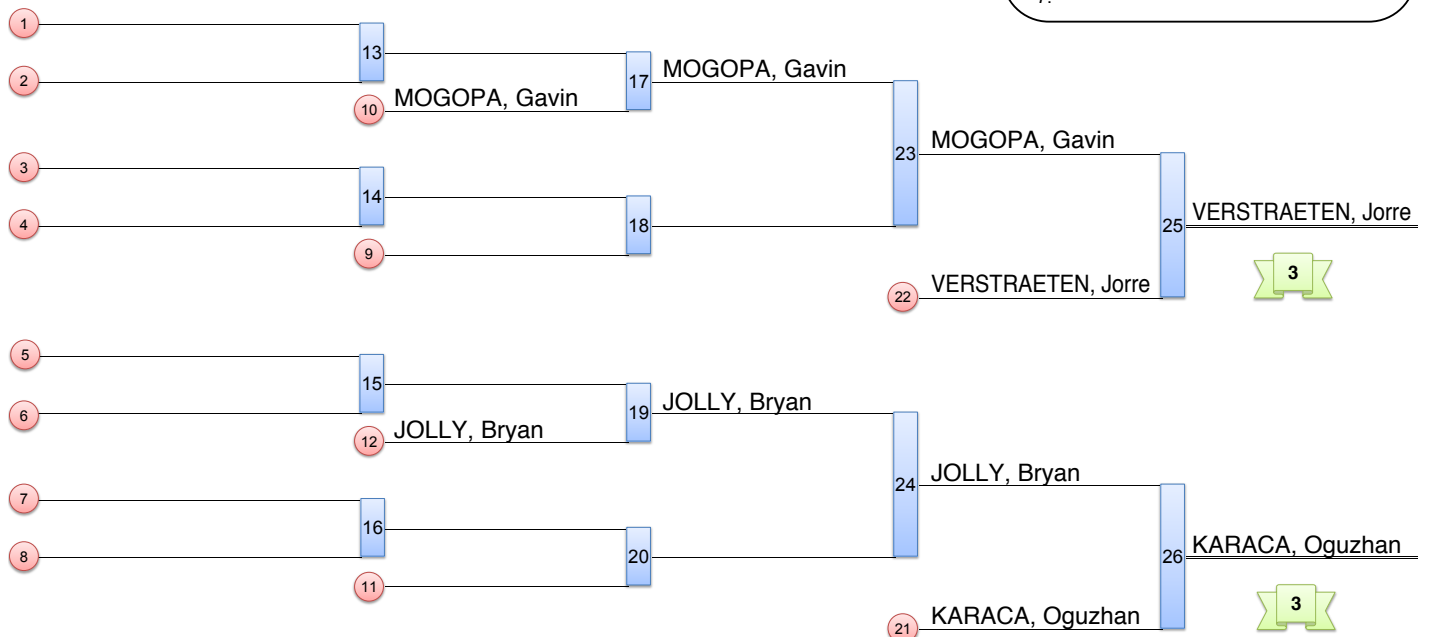 1
13
MOGOPA, Gavin
17
2
MOGOPA, Gavin
10
MOGOPA, Gavin
23
3
14
VERSTRAETEN, Jorre
25
4
18
9
3
VERSTRAETEN, Jorre
22
5
15
JOLLY, Bryan
19
6
JOLLY, Bryan
12
JOLLY, Bryan
24
7
16
KARACA, Oguzhan
26
8
20
11
3
KARACA, Oguzhan
21